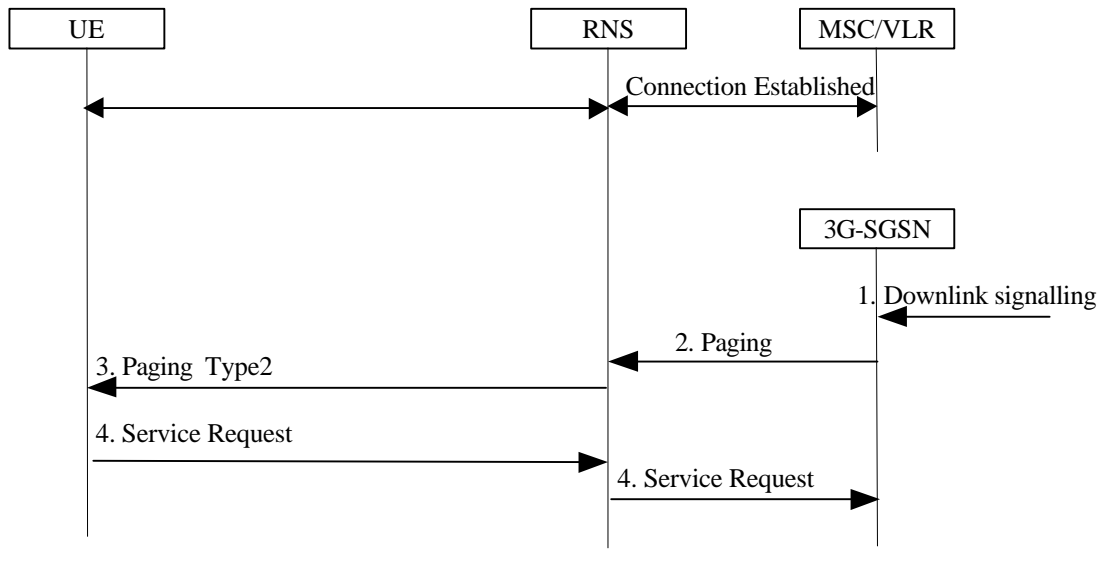 UE
RNS
MSC/VLR
Connection Established
3G-SGSN
1. Downlink signalling
2. Paging
3. Paging  Type2
4. Service Request
4. Service Request